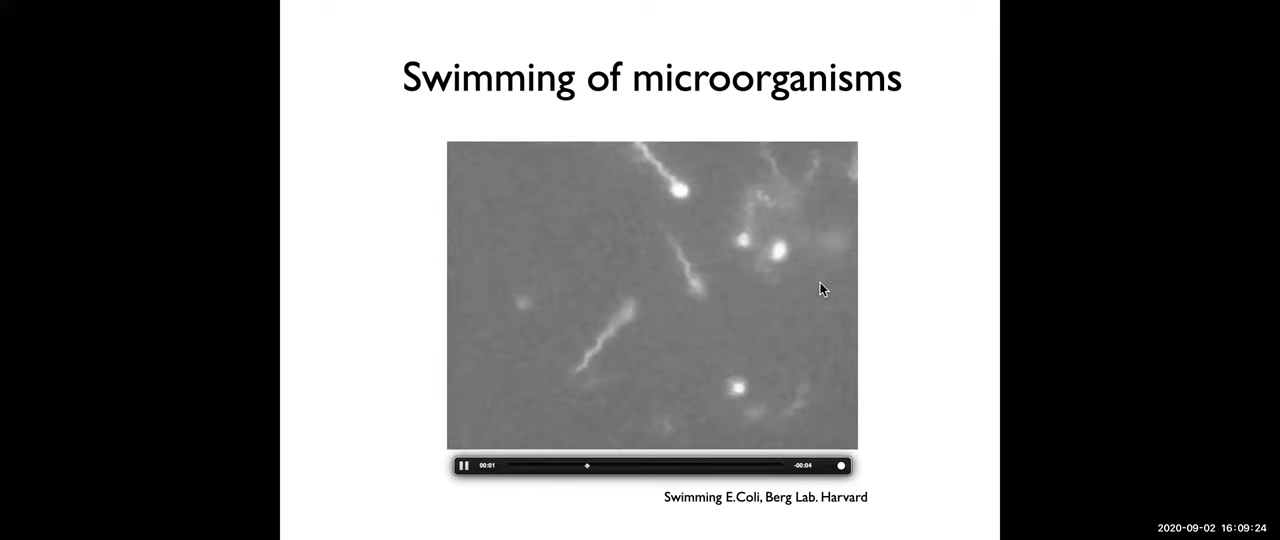 Swimming of microorganisms
00:01
-00:04
Swimming E.Coli, Berg Lab. Harvard
2020-09-02 16:09:24